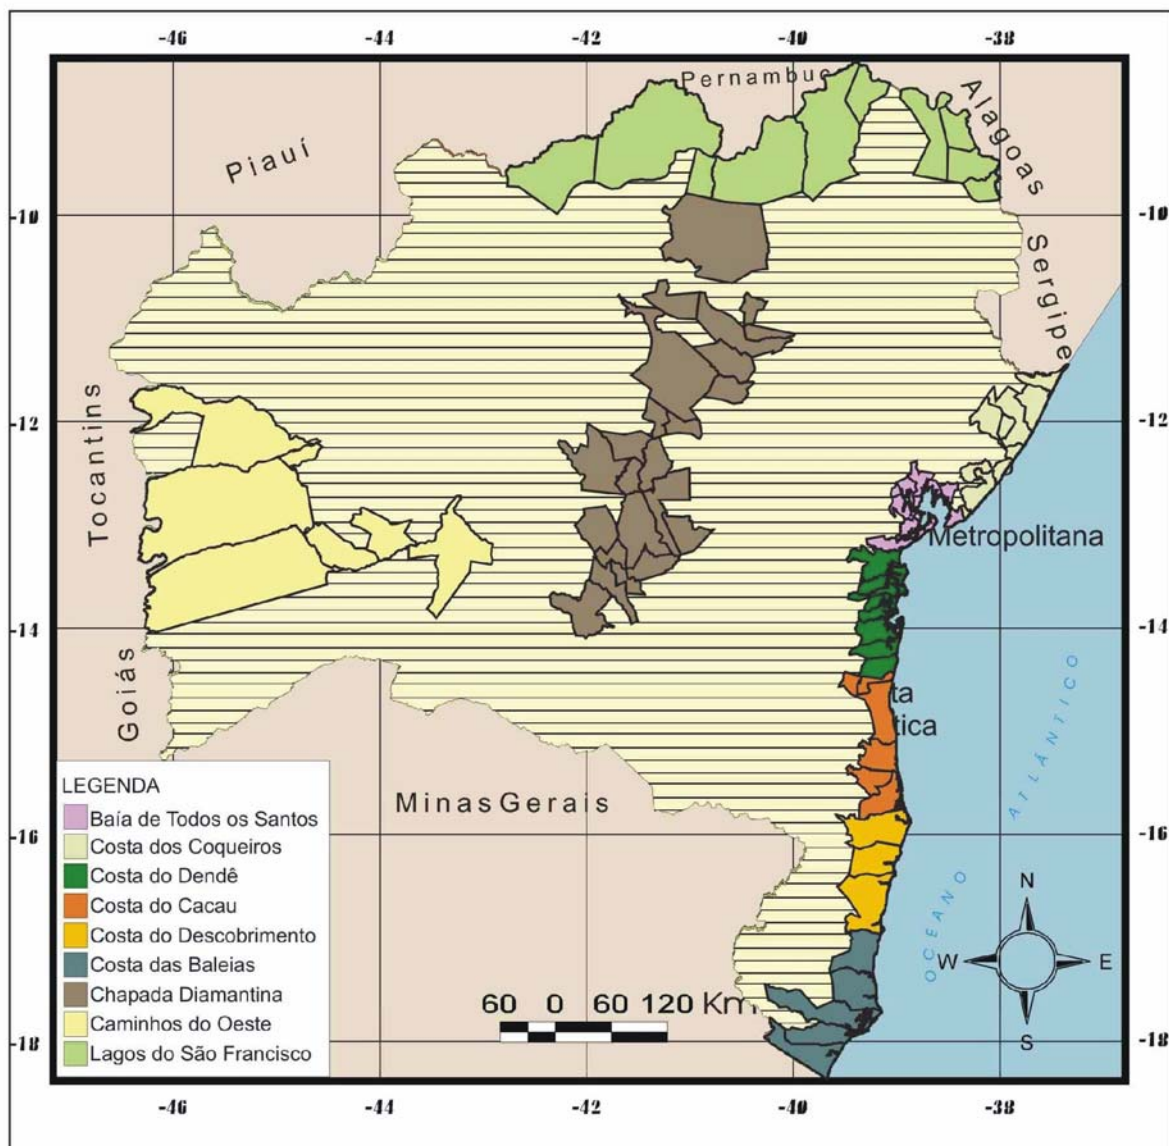 -46 -44 -42 -40 -38
Pernambuc
Alagoas
Piauí
-10 -10
Sergipe
Tocantins
-12 -12
Metropolitana
-14 -14
Goiás
ta
tica
OCEANO ATLÂNTICO
Minas Gerais
LEGENDA
Baía de Todos os Santos
Costa dos Coqueiros
Costa do Dendê
Costa do Cacau
Costa do Descobrimento
Costa das Baleias
Chapada Diamantina
Caminhos do Oeste
Lagos do São Francisco
-16 -16
N
W E
S
60 0 60 120 Km
-18 -18
-46 -44 -42 -40 -38